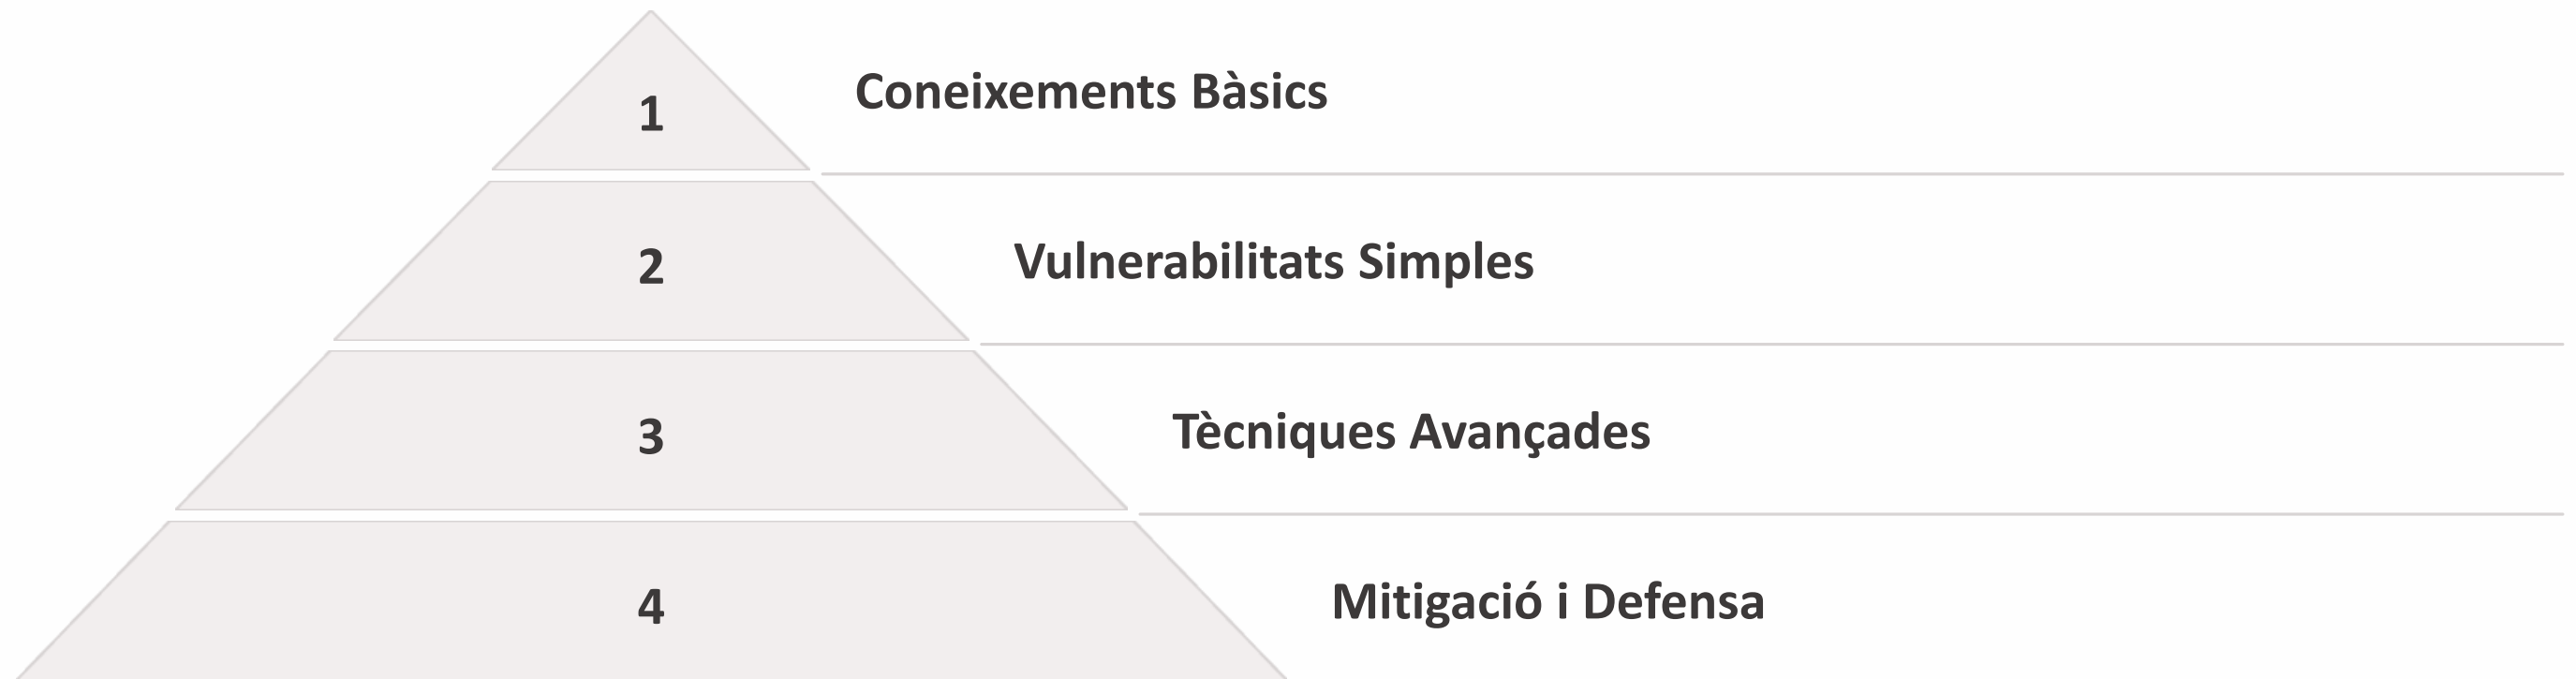 1
Coneixements Bàsics
2
Vulnerabilitats Simples
3
Tècniques Avançades
4
Mitigació i Defensa